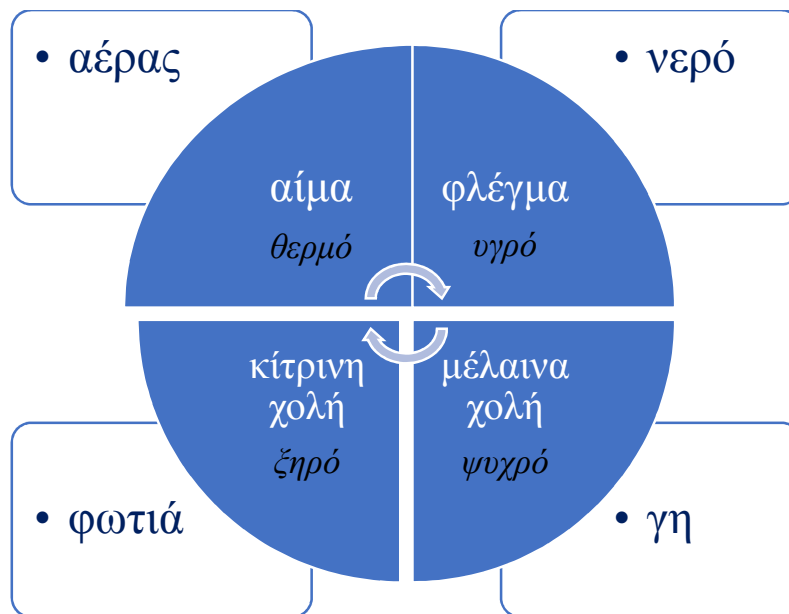 • αέρας
• νερό
αίμα
θερμό
φλέγμα
υγρό
κίτρινη
χολή
ξηρό
μέλαινα
χολή
ψυχρό
• φωτιά
• γη